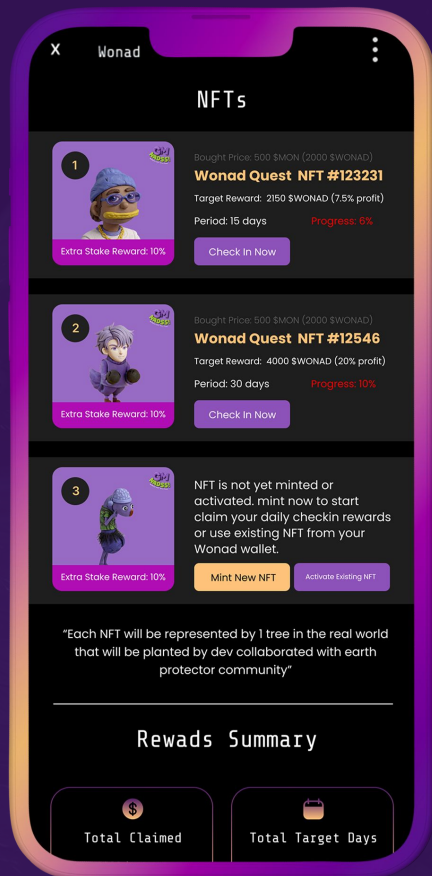 X Wonad
NFTs
1
GM
Extra Stake Reward: 10%
Bought Price: 500 $MON (2000 $WONAD)
Wonad Quest NFT #123231
Target Reward: 2150 $WONAD (7.5% profit)
Period: 15 days
Progress: 6%
Check In Now
2
GM
Extra Stake Reward: 10%
Bought Price: 500 $MON (2000 $WONAD)
Wonad Quest NFT #12546
Target Reward: 4000 $WONAD (20% profit)
Period: 30 days
Progress: 10%
Check In Now
3
GM
Extra Stake Reward: 10%
NFT is not yet minted or
activated. mint now to start
claim your daily checkin rewards
or use existing NFT from your
Wonad wallet.
Mint New NFT
Activate Existing NFT
“Each NFT will be represented by 1 tree in the real world
that will be planted by dev collaborated with earth
protector community”
Rewads Summary
$
Total Claimed
Total Target Days